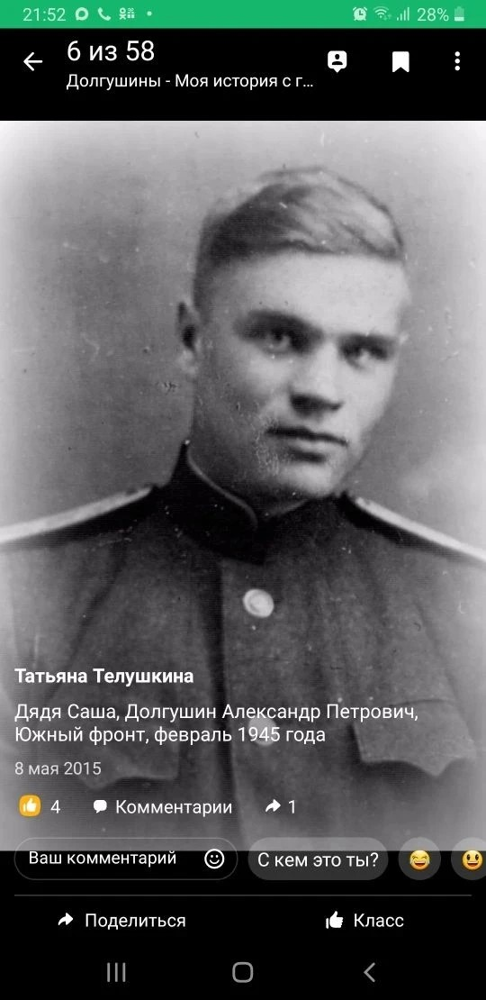 21:52
28%
6 из 58
Долгушины - Моя история с г...
Татьяна Телушкина
Дядя Саша, Долгушин Александр Петрович,
Южный фронт, февраль 1945 года
8 мая 2015
4 Комментарии 1
Ваш комментарий С кем это ты?
Поделиться Класс